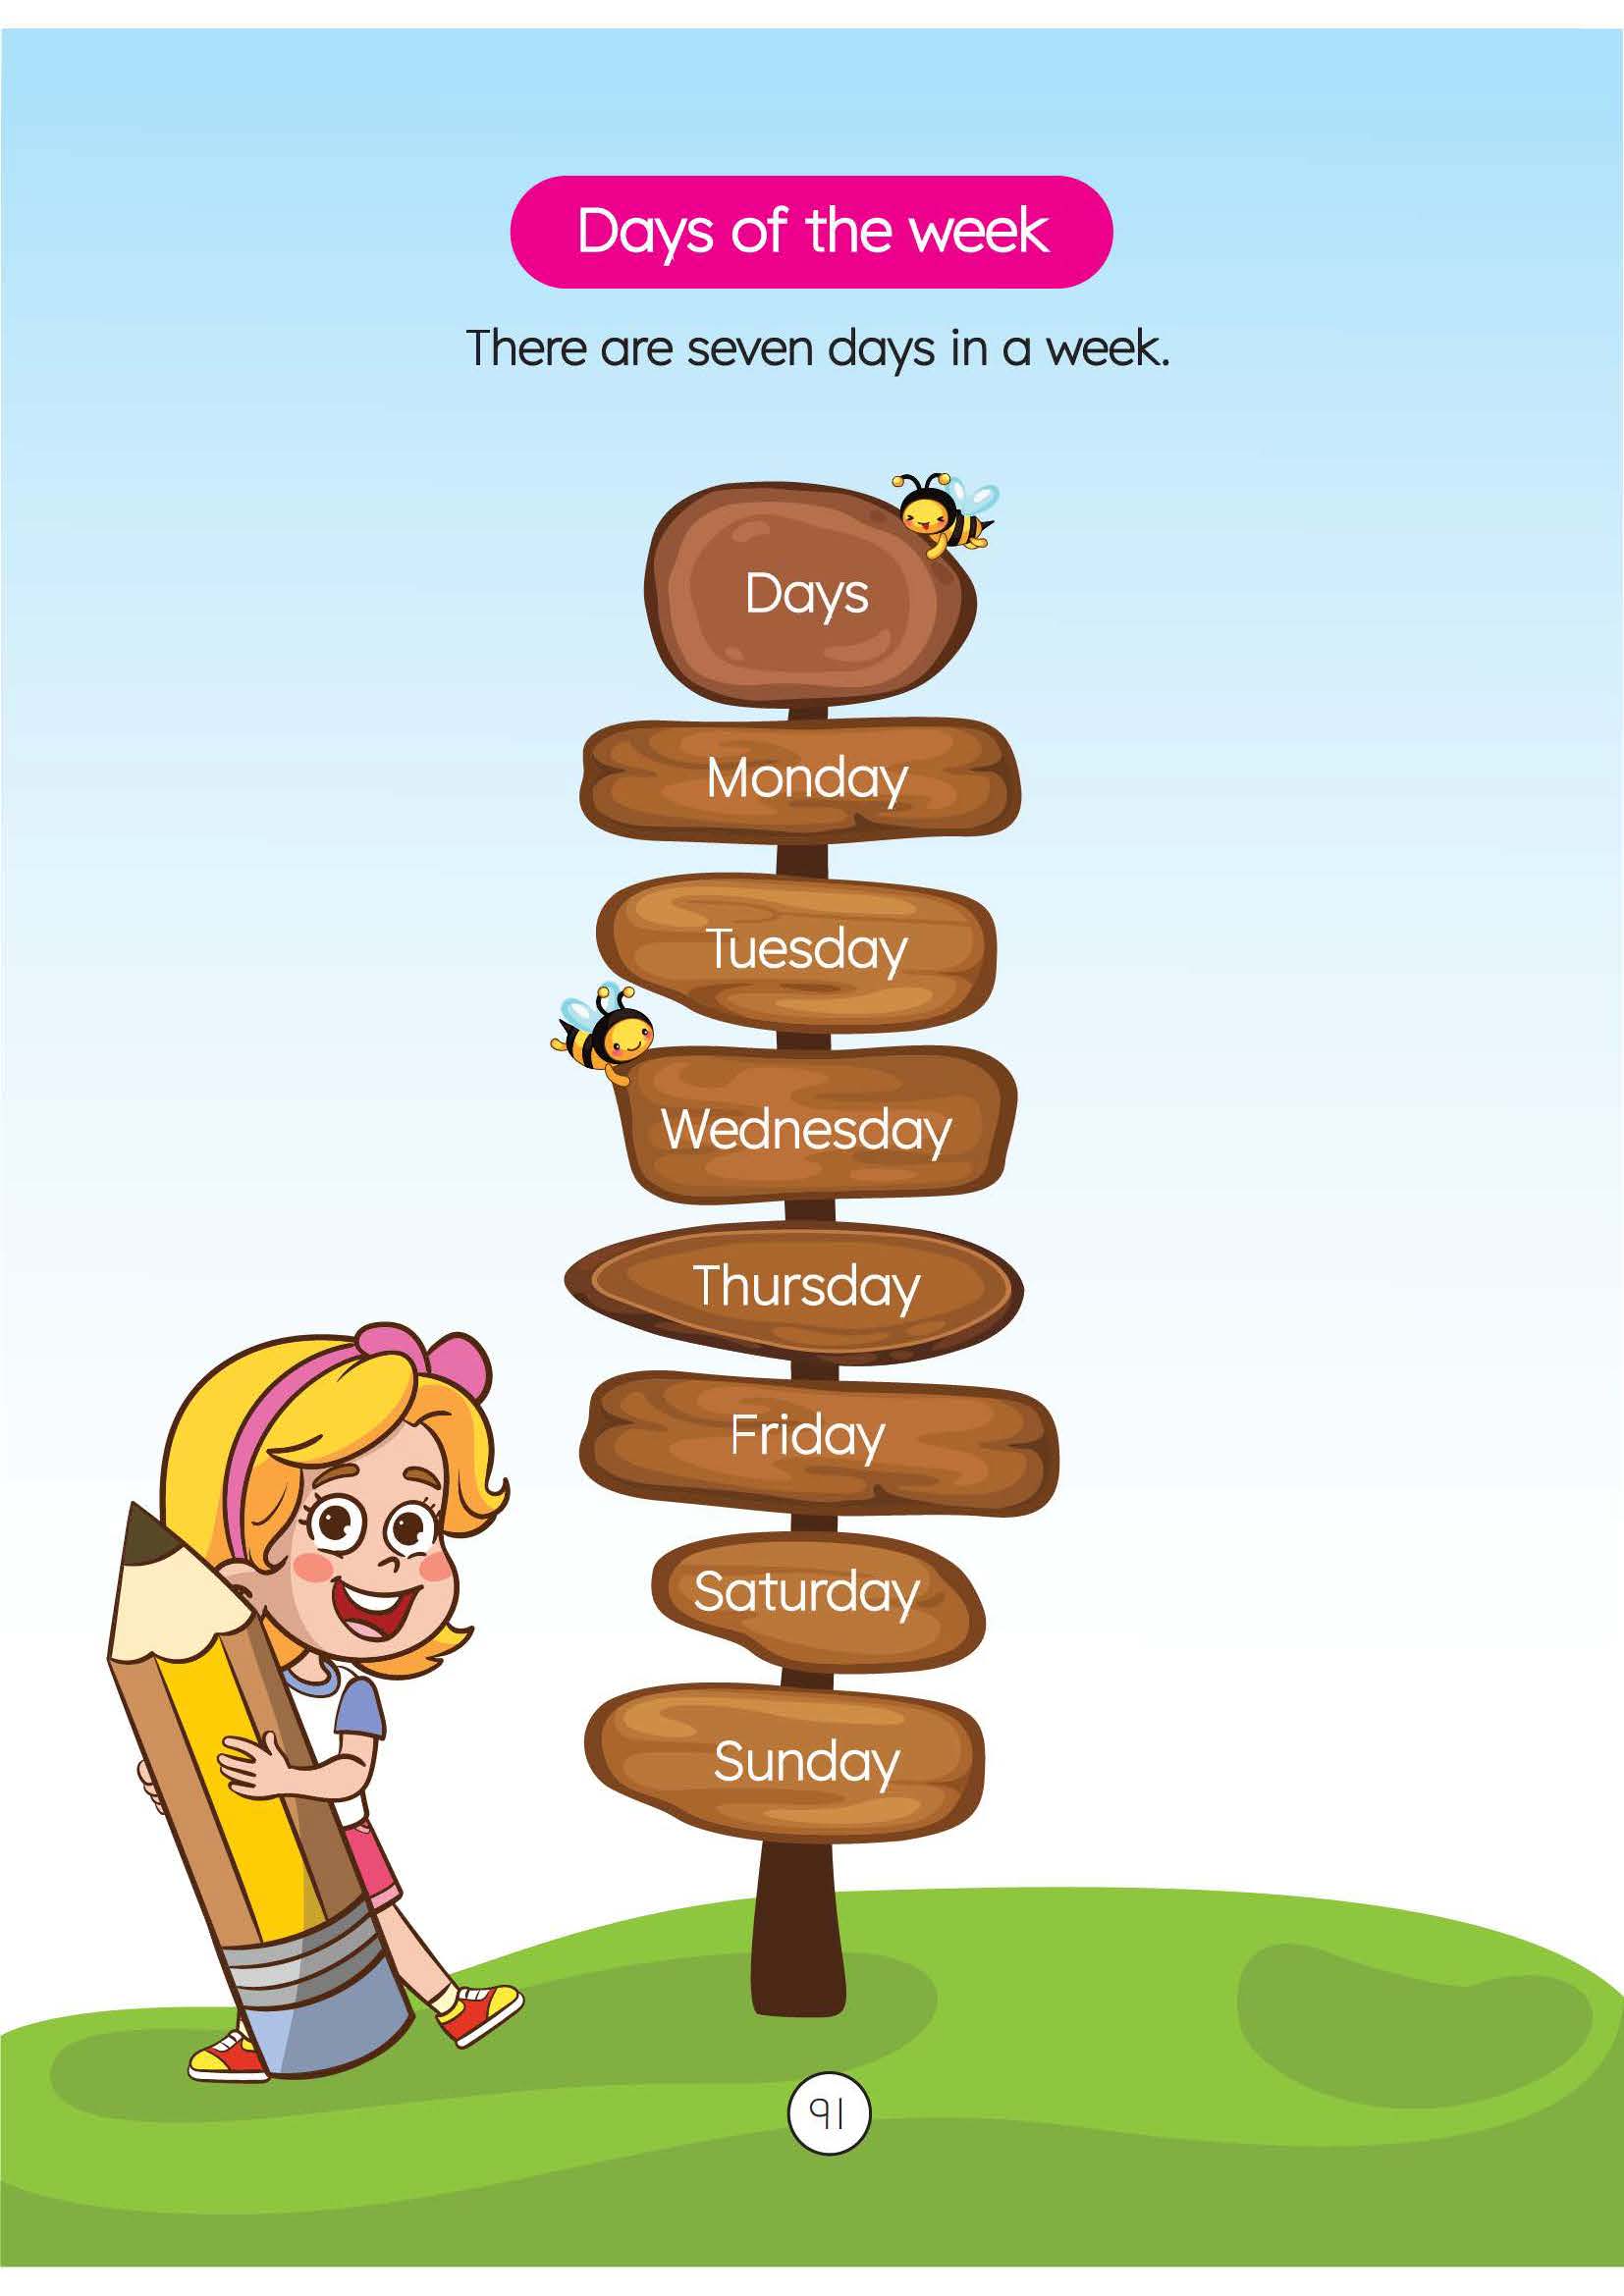 Days of the week
There are seven days in a week.
Days
Monday
Tuesday
Wednesday
Thursday
Friday
Saturday
Sunday
91